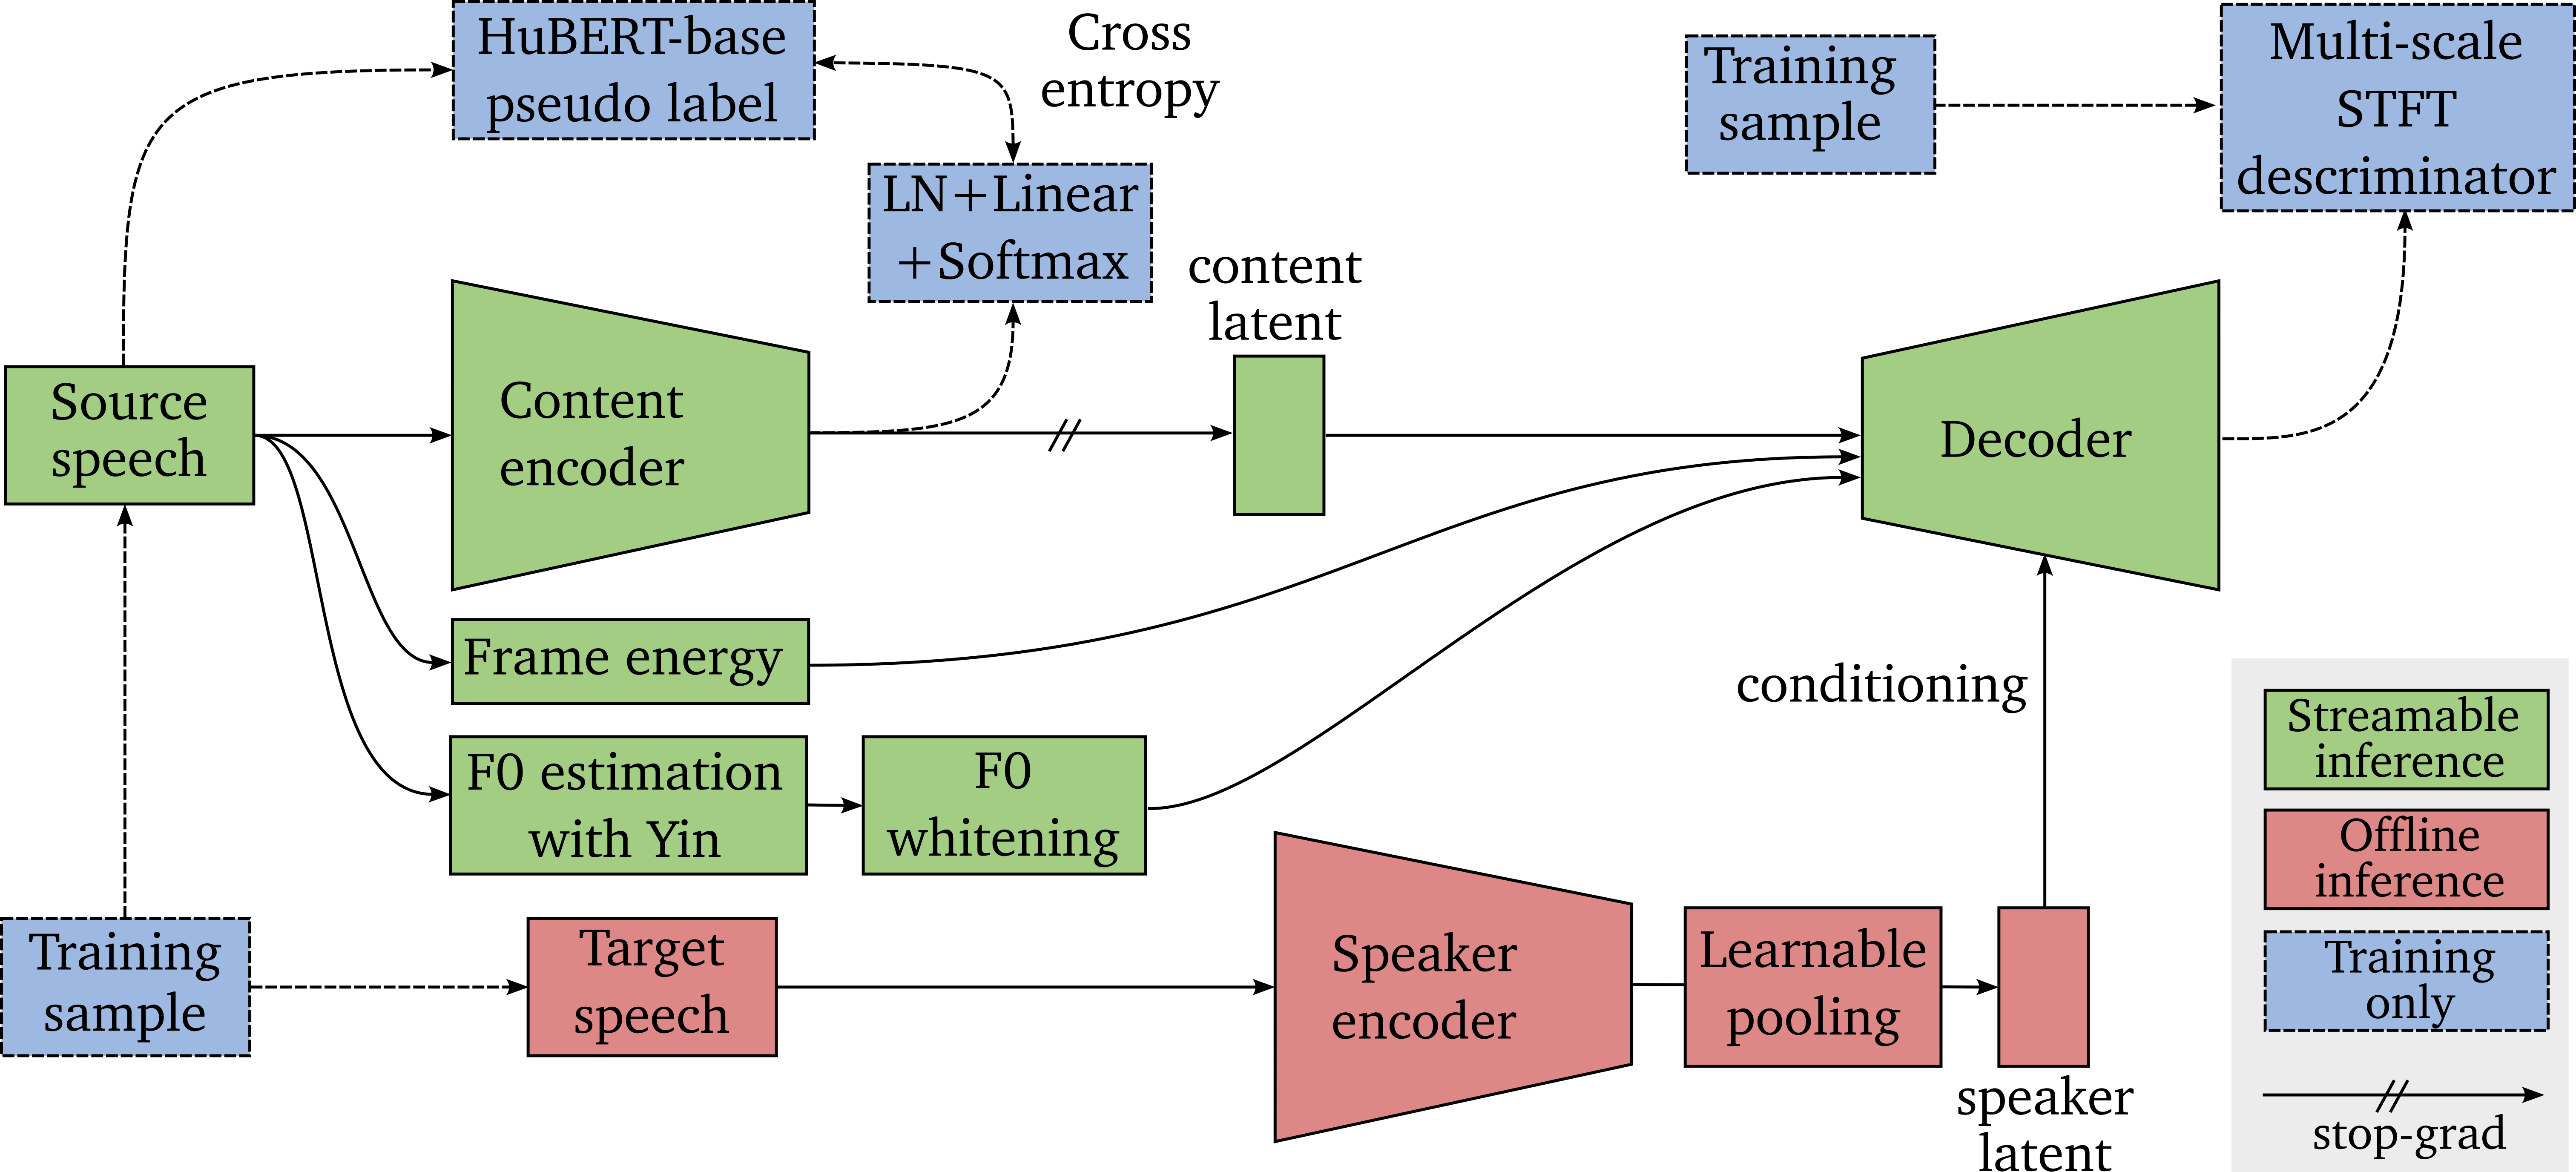 HuBERT-base
pseudo label
Cross
entropy
Training
sample
Multi-scale
STFT
descriminator
LN+Linear
+Softmax
content
latent
Source
speech
Content
encoder
Decoder
Frame energy
conditioning
F0 estimation
with Yin
F0
whitening
Training
sample
Target
speech
Speaker
encoder
Learnable
pooling
speaker
latent
Streamable
inference
Offline
inference
Training
only
stop-grad